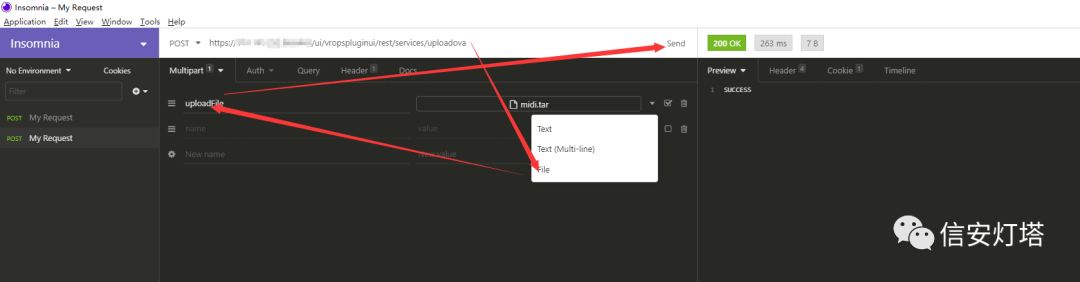 Insomnia – My Request
Application Edit View Window Tools Help
Insomnia
POST https:// /ui/vropspluginui/rest/services/uploadova Send
200 OK 263 ms 7 B
No Environment Cookies
Multipart 1 Auth Query Header 1 Docs
Preview Header 4 Cookie 1 Timeline
Filter
uploadFile midi.tar
1 SUCCESS
POST My Request
name value
Text
POST My Request
Text (Multi-line)
New name New value
File
信安灯塔